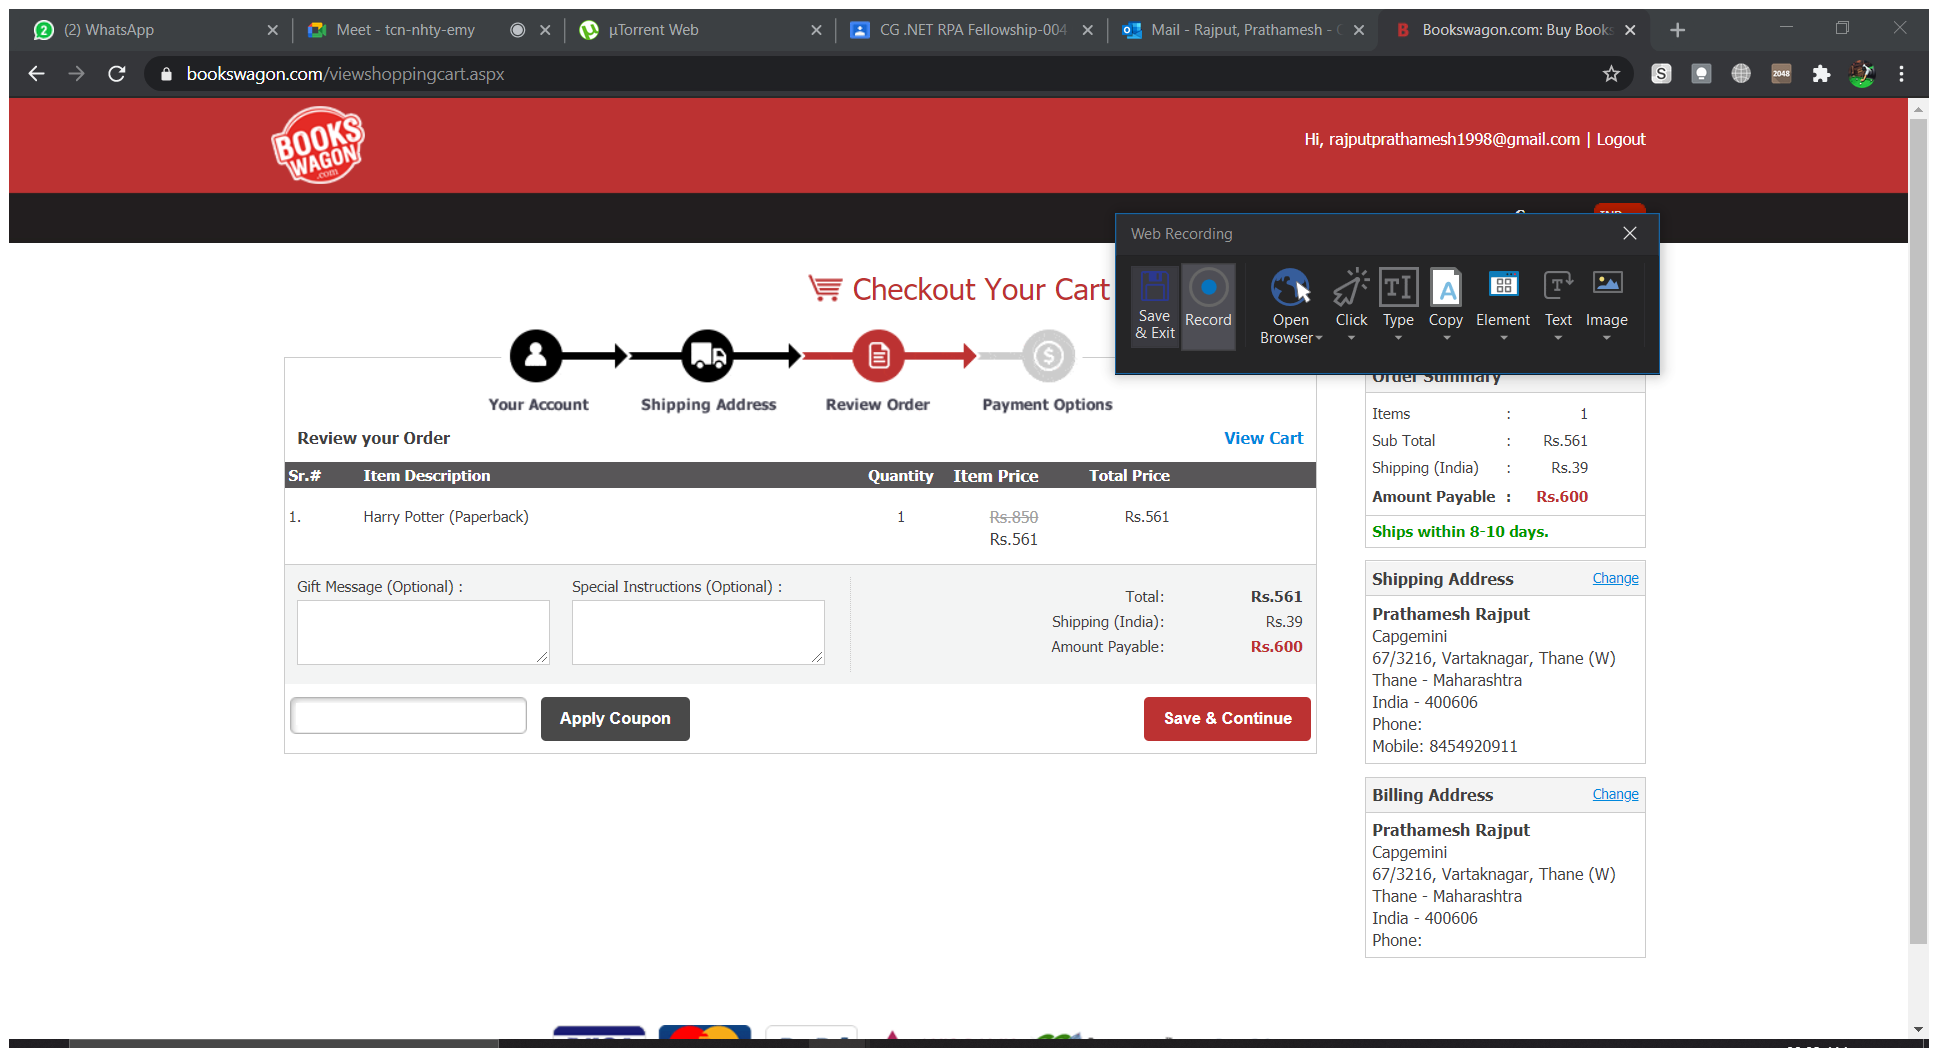 (2) WhatsApp
Meet - tcn-nhty-emy
µTorrent Web
CG .NET RPA Fellowship-004
Mail - Rajput, Prathamesh -
Bookswagon.com: Buy Books
bookswagon.com/viewshoppingcart.aspx
S
2048
BOOKS
WAGON
.com
Hi, rajputprathamesh1998@gmail.com | Logout
Web Recording
Save & Exit
Record
Open Browser
Click
Type
Copy
Element
Text
Image
Checkout Your Cart
Your Account
Shipping Address
Review Order
Payment Options
Review your Order
View Cart
Sr.# Item Description Quantity Item Price Total Price
1. Harry Potter (Paperback) 1 Rs.850 Rs.561
Rs.561
Gift Message (Optional) :
Special Instructions (Optional) :
Total: Rs.561
Shipping (India): Rs.39
Amount Payable: Rs.600
Apply Coupon
Save & Continue
Order Summary
Items : 1
Sub Total : Rs.561
Shipping (India) : Rs.39
Amount Payable : Rs.600
Ships within 8-10 days.
Shipping Address Change
Prathamesh Rajput
Capgemini
67/3216, Vartaknagar, Thane (W)
Thane - Maharashtra
India - 400606
Phone:
Mobile: 8454920911
Billing Address Change
Prathamesh Rajput
Capgemini
67/3216, Vartaknagar, Thane (W)
Thane - Maharashtra
India - 400606
Phone: